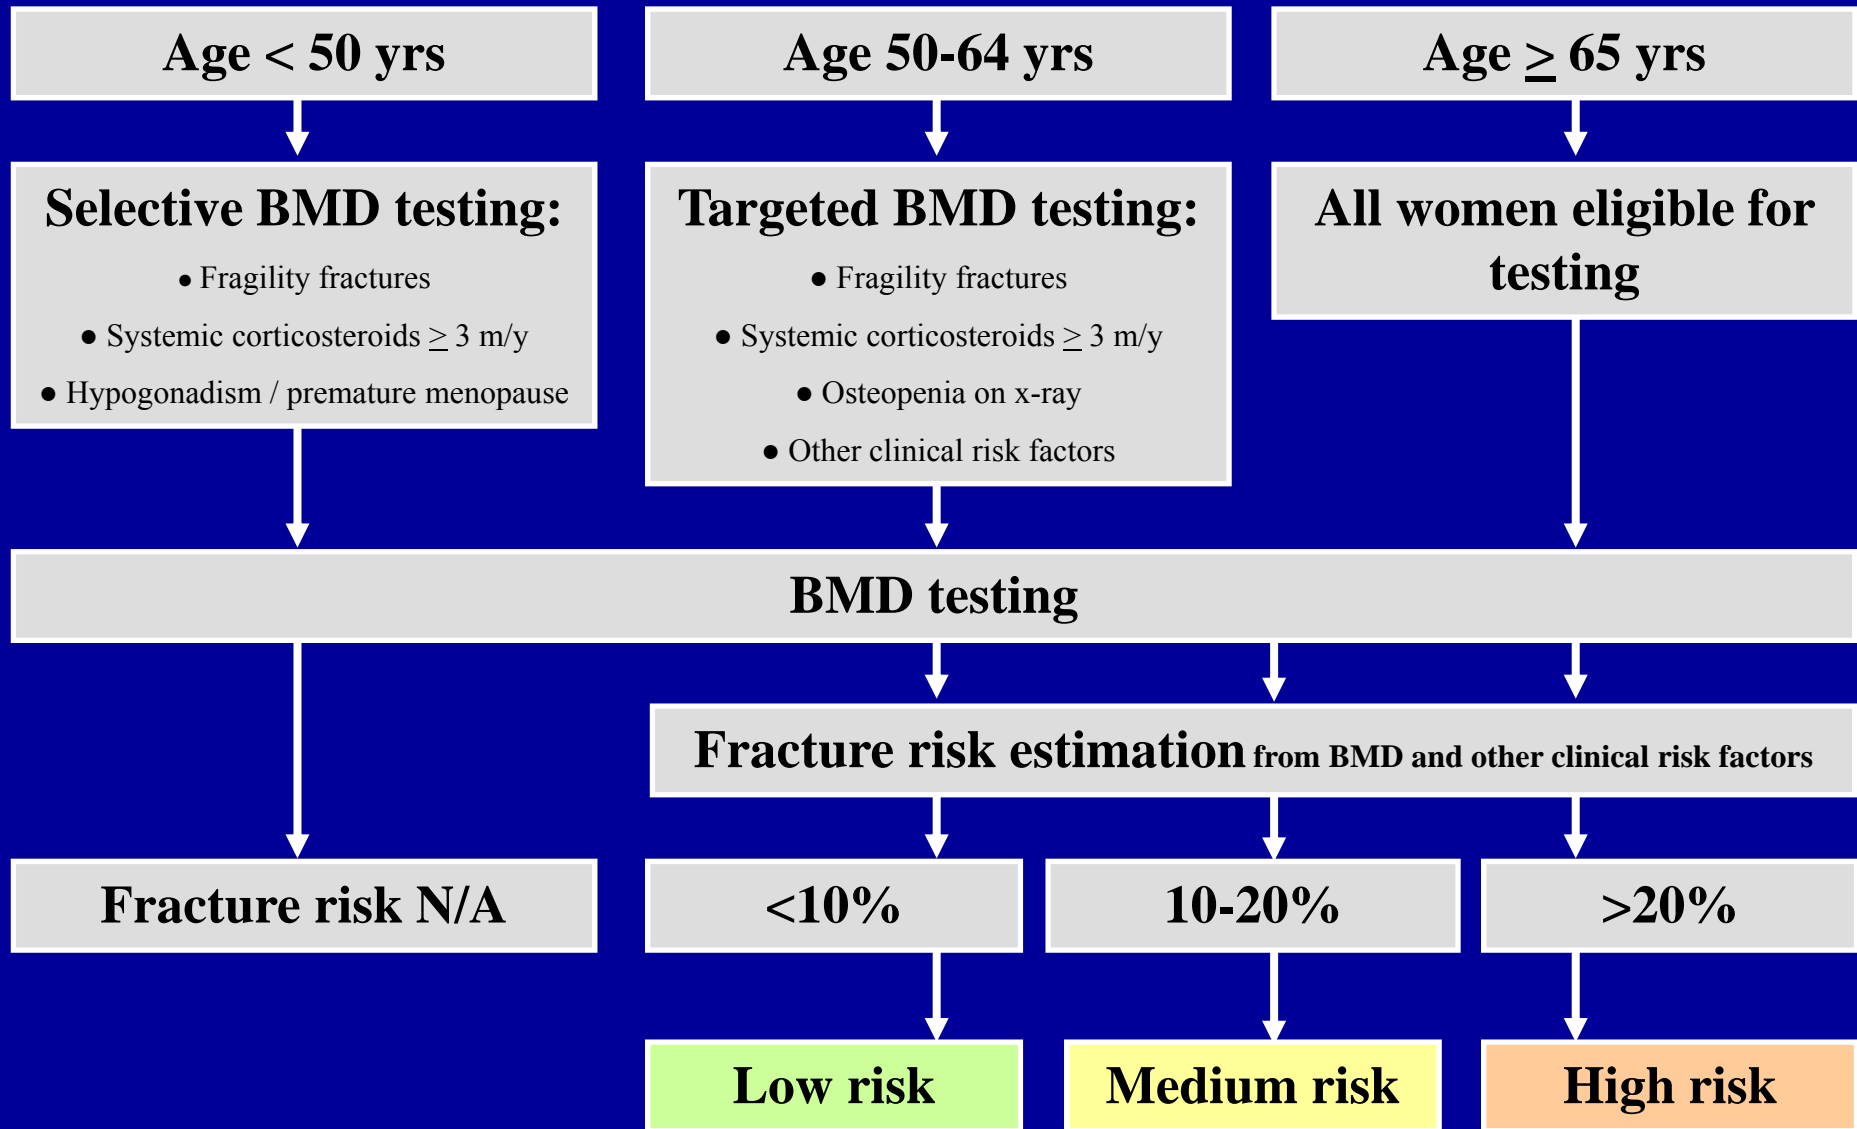 Age < 50 yrs
Age 50-64 yrs
Age ≥ 65 yrs
Selective BMD testing:
● Fragility fractures
● Systemic corticosteroids ≥ 3 m/y
● Hypogonadism / premature menopause
Targeted BMD testing:
● Fragility fractures
● Systemic corticosteroids ≥ 3 m/y
● Osteopenia on x-ray
● Other clinical risk factors
All women eligible for
testing
BMD testing
Fracture risk estimation from BMD and other clinical risk factors
Fracture risk N/A
<10%
10-20%
>20%
Low risk
Medium risk
High risk